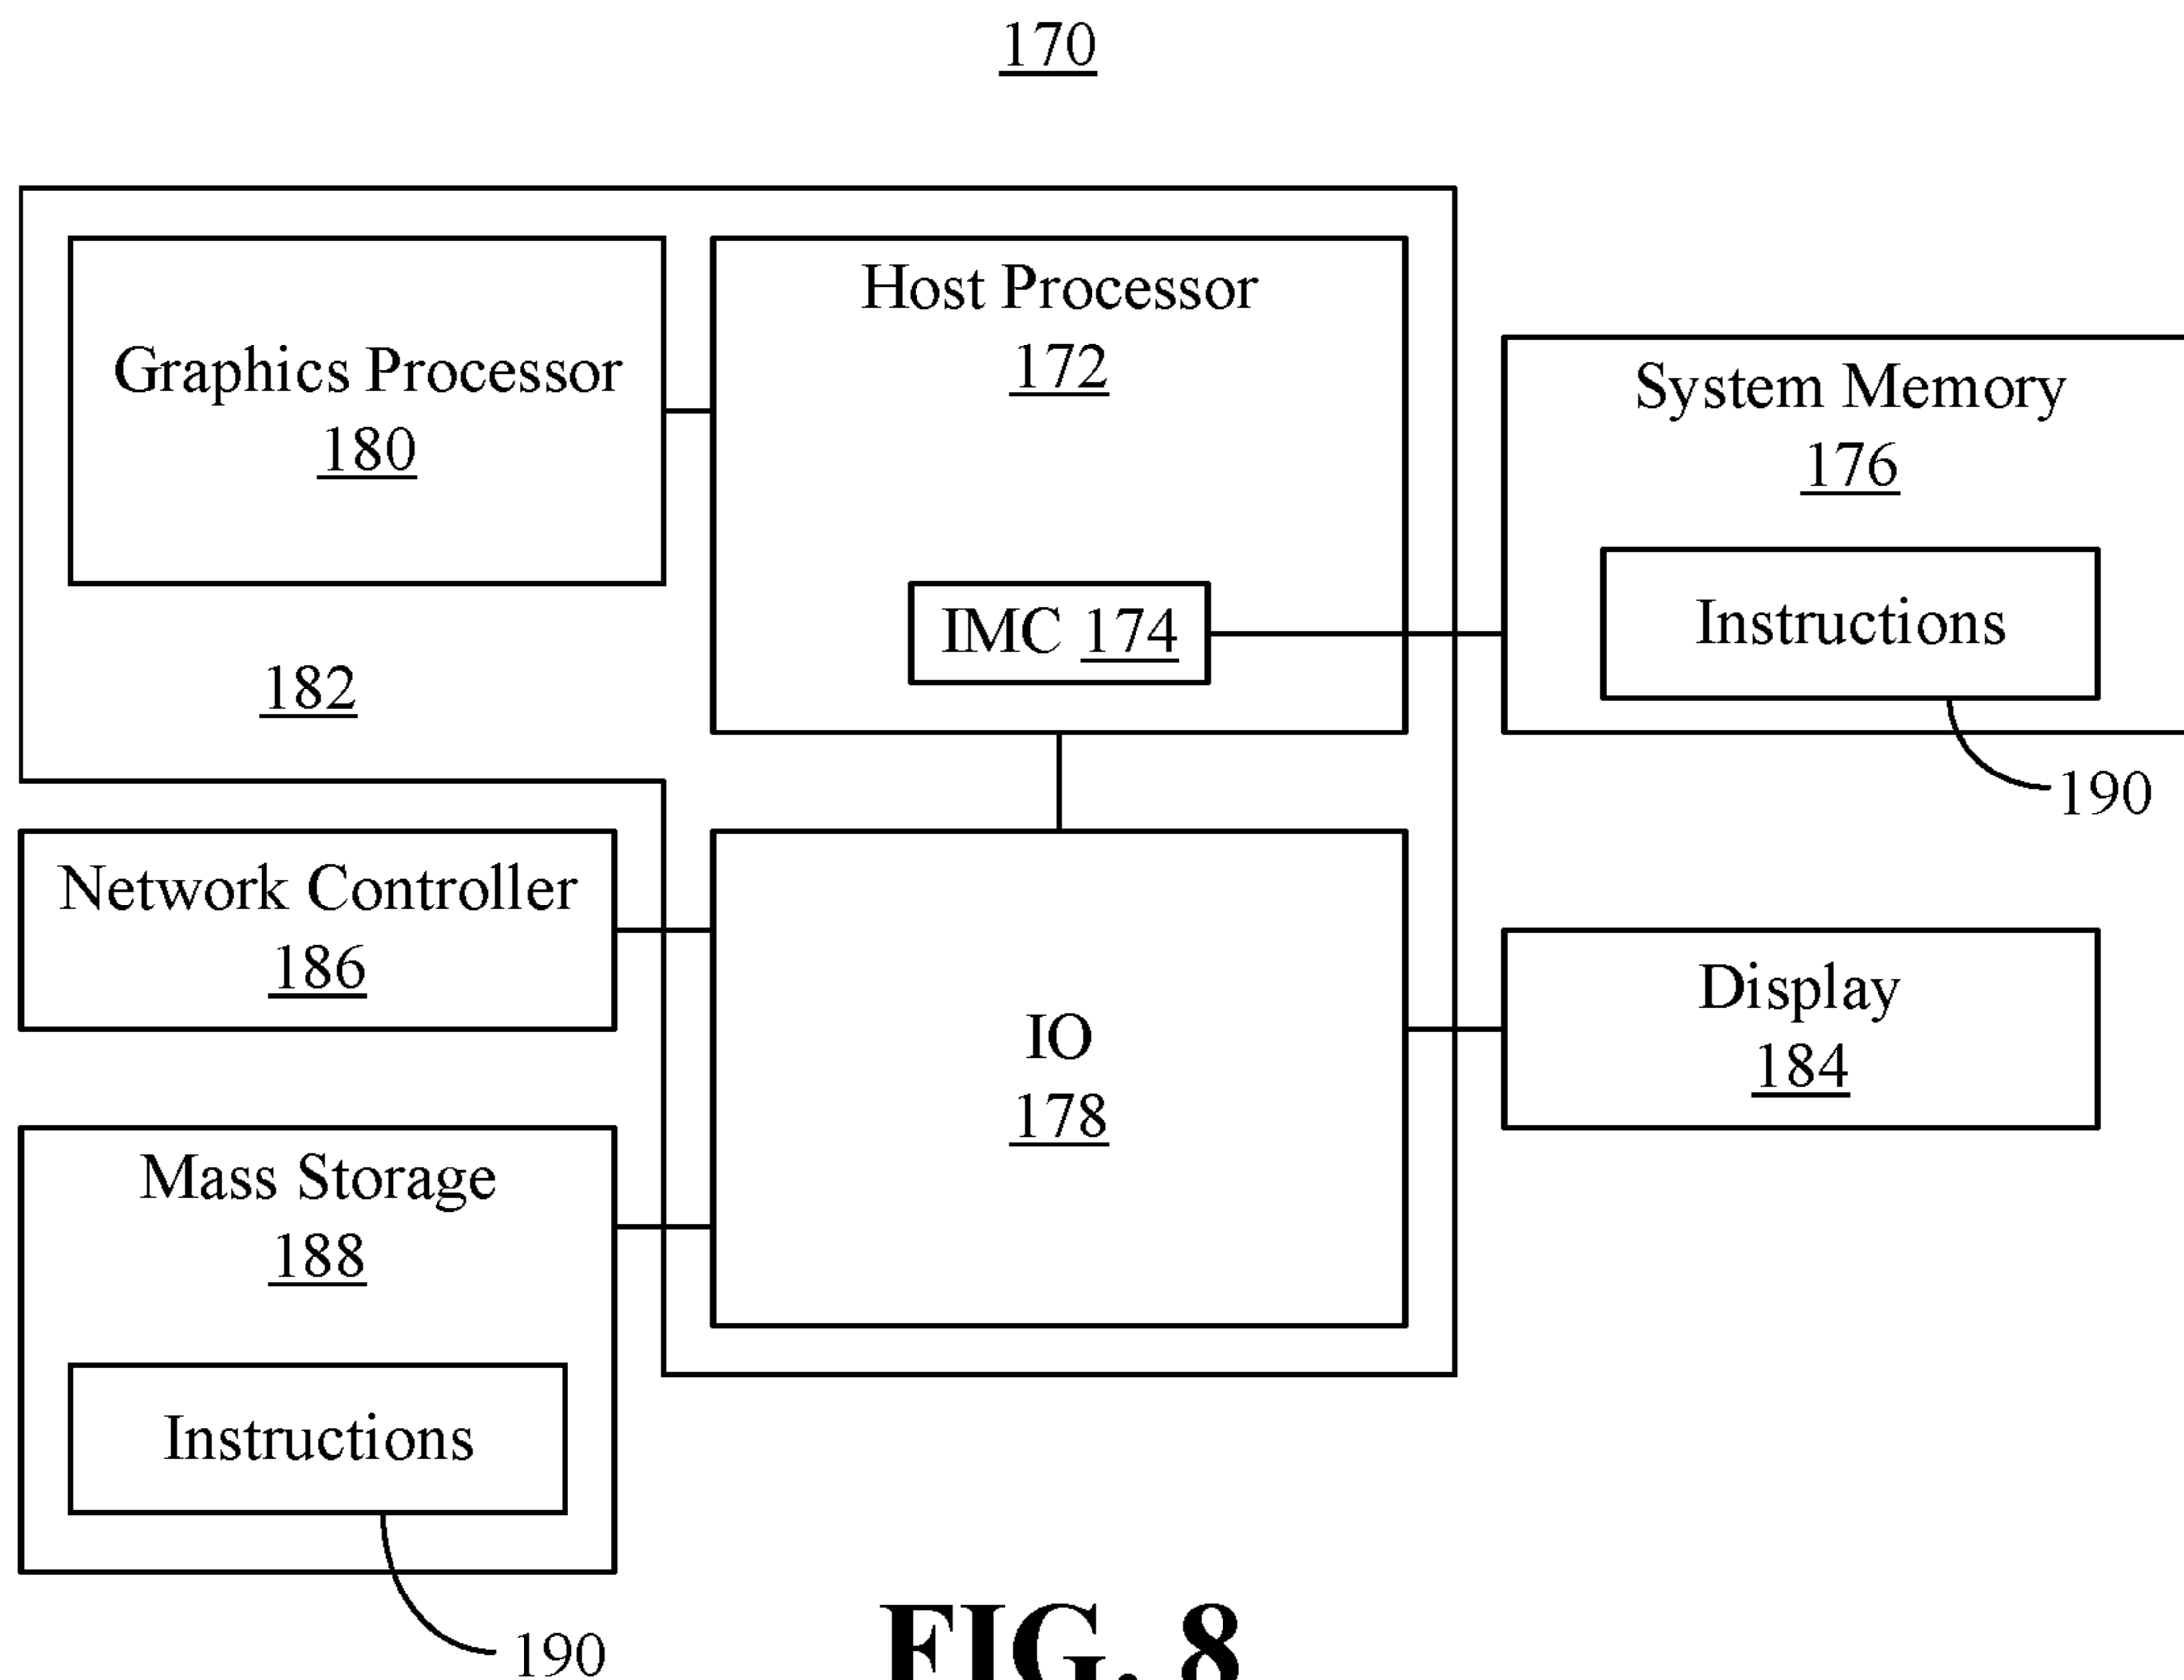 170
Graphics Processor
180
Host Processor
172
IMC 174
182
System Memory
176
Instructions
190
Network Controller
186
IO
178
Display
184
Mass Storage
188
Instructions
190
FIG. 8